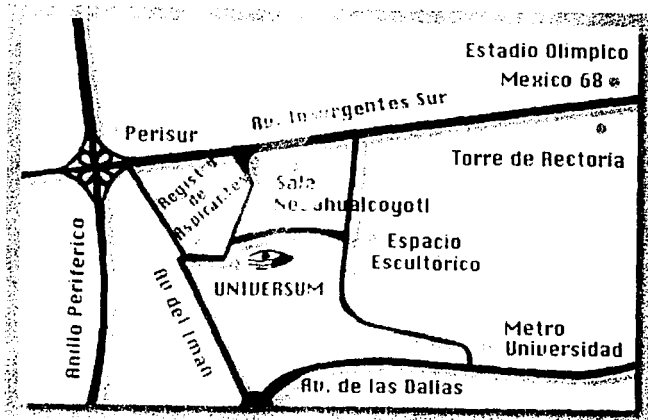 Estadio Olimpico
Mexico 68
Av. Insurgentes Sur
Perisur
Torre de Rectoria
Registro
de
Aspirantes
Sala
Nezahualcoyotl
Espacio
Escultórico
UNIVERSUM
Anillo Periferico
Av del Iman
Metro
Universidad
Av. de las Dalias